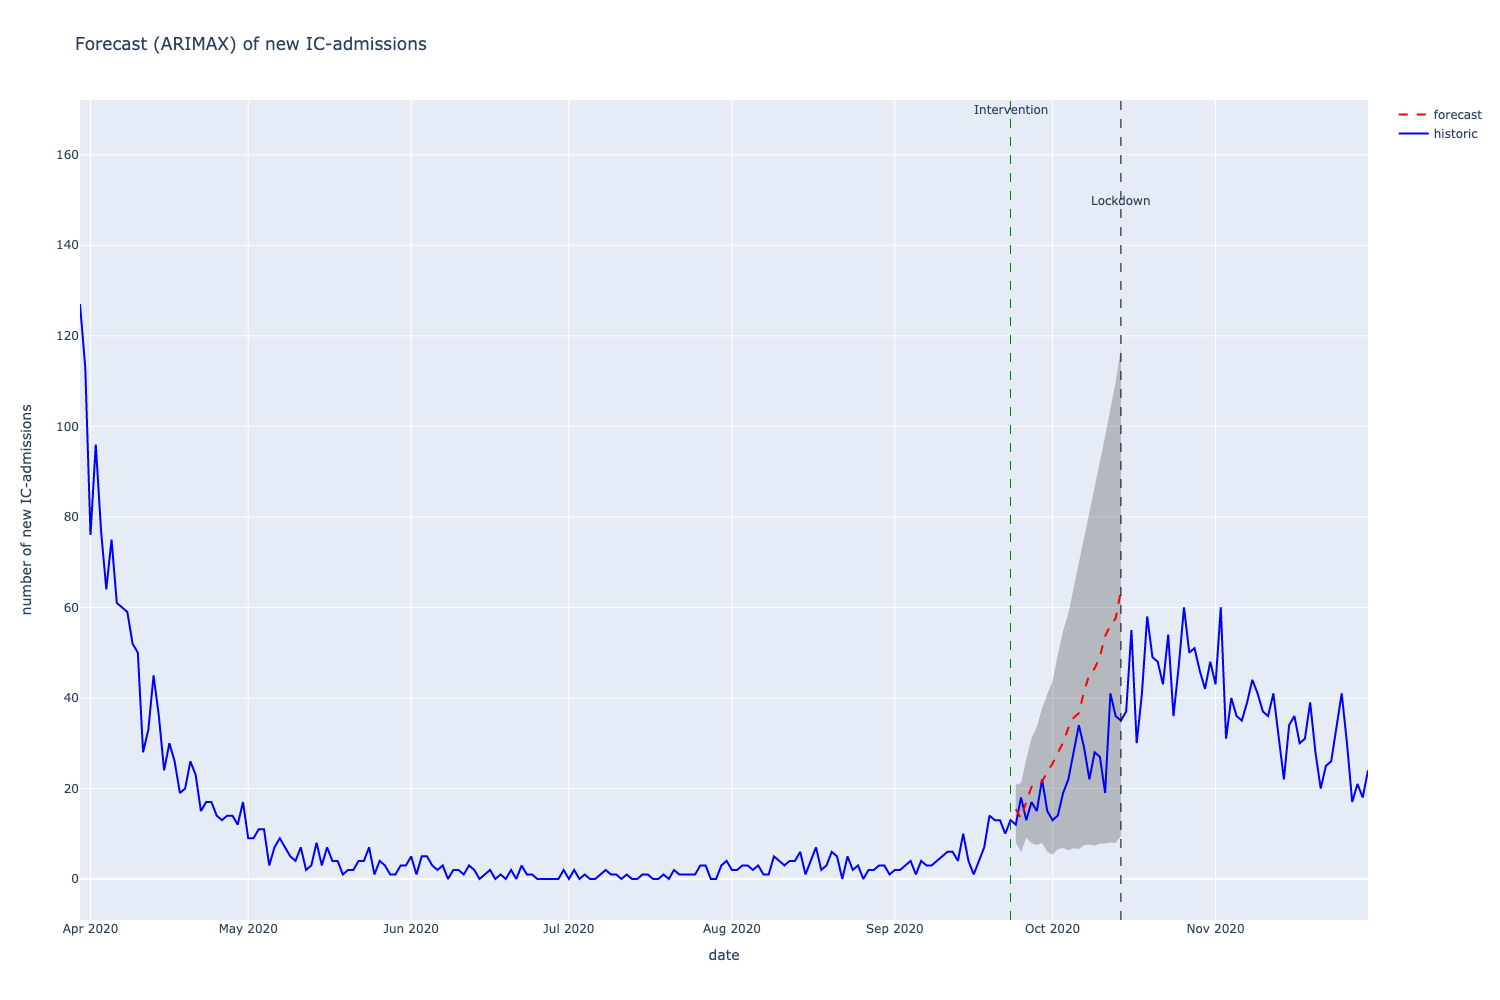 Forecast (ARIMAX) of new IC-admissions
Intervention
forecast
historic
Lockdown
160
140
120
100
80
60
40
20
0
number of new IC-admissions
Apr 2020
May 2020
Jun 2020
Jul 2020
Aug 2020
Sep 2020
Oct 2020
Nov 2020
date